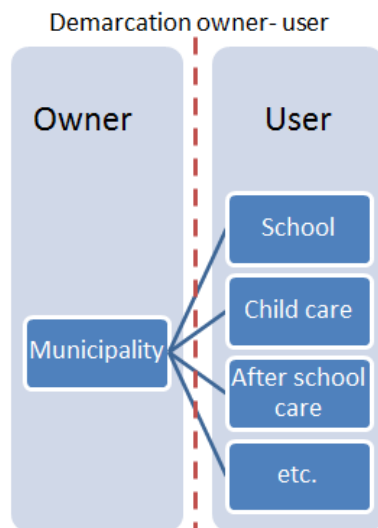 Demarcation owner- user
Owner
User
School
Child care
Municipality
After school
care
etc.